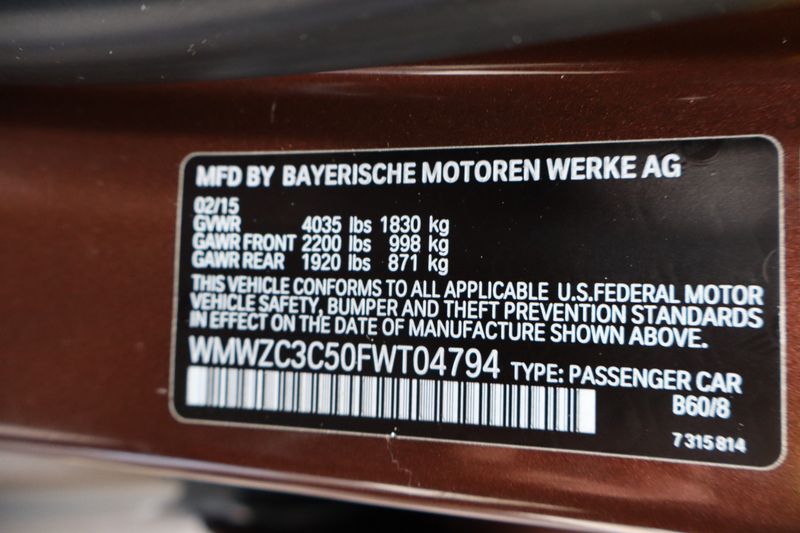 MFD BY BAYERISCHE MOTOREN WERKE AG
02/15
GVWR 4035 lbs 1830 kg
GAWR FRONT 2200 lbs 998 kg
GAWR REAR 1920 lbs 871 kg
THIS VEHICLE CONFORMS TO ALL APPLICABLE U.S.FEDERAL MOTOR
VEHICLE SAFETY, BUMPER AND THEFT PREVENTION STANDARDS
IN EFFECT ON THE DATE OF MANUFACTURE SHOWN ABOVE.
WMWZC3C50FWT04794 TYPE: PASSENGER CAR
B60/8
7 315 814